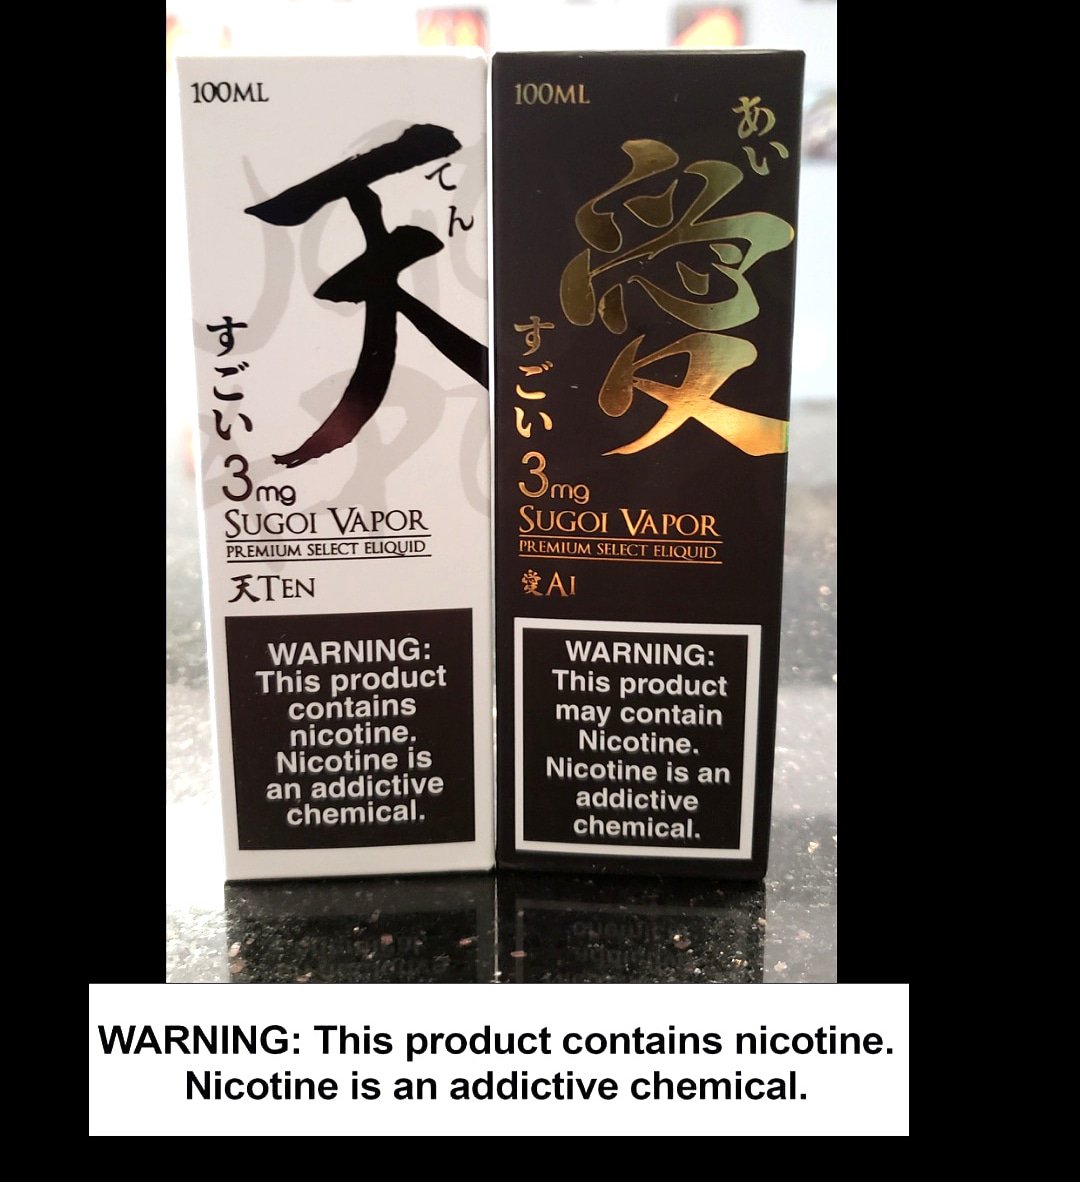 100ML
天
てん
すごい
3mg
SUGOI VAPOR
PREMIUM SELECT ELIQUID
天TEN
WARNING:
This product
contains
nicotine.
Nicotine is
an addictive
chemical.
100ML
愛
あい
すごい
3mg
SUGOI VAPOR
PREMIUM SELECT ELIQUID
愛AI
WARNING:
This product
may contain
Nicotine.
Nicotine is an
addictive
chemical.
WARNING: This product contains nicotine.
Nicotine is an addictive chemical.